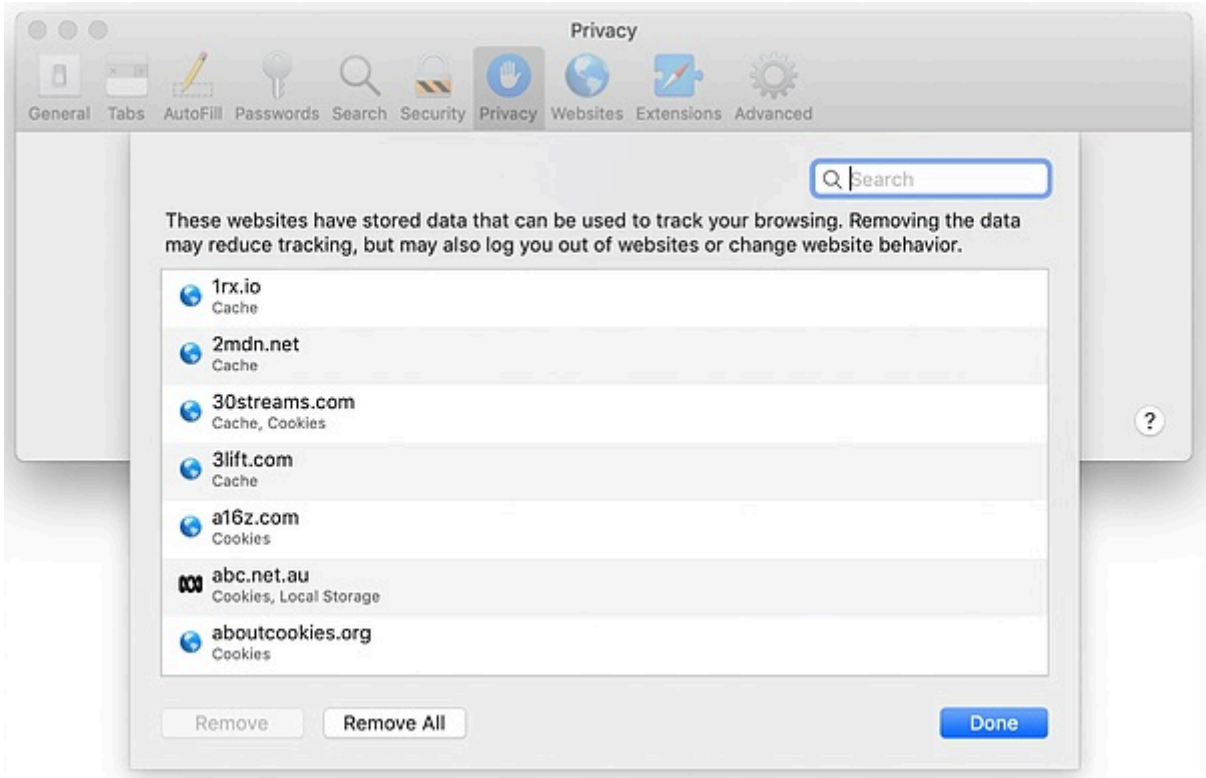 Privacy
General Tabs AutoFill Passwords Search Security Privacy Websites Extensions Advanced
Search
These websites have stored data that can be used to track your browsing. Removing the data
may reduce tracking, but may also log you out of websites or change website behavior.
1rx.io
Cache
2mdn.net
Cache
30streams.com
Cache, Cookies
3lift.com
Cache
a16z.com
Cookies
abc.net.au
Cookies, Local Storage
aboutcookies.org
Cookies
?
Remove Remove All Done